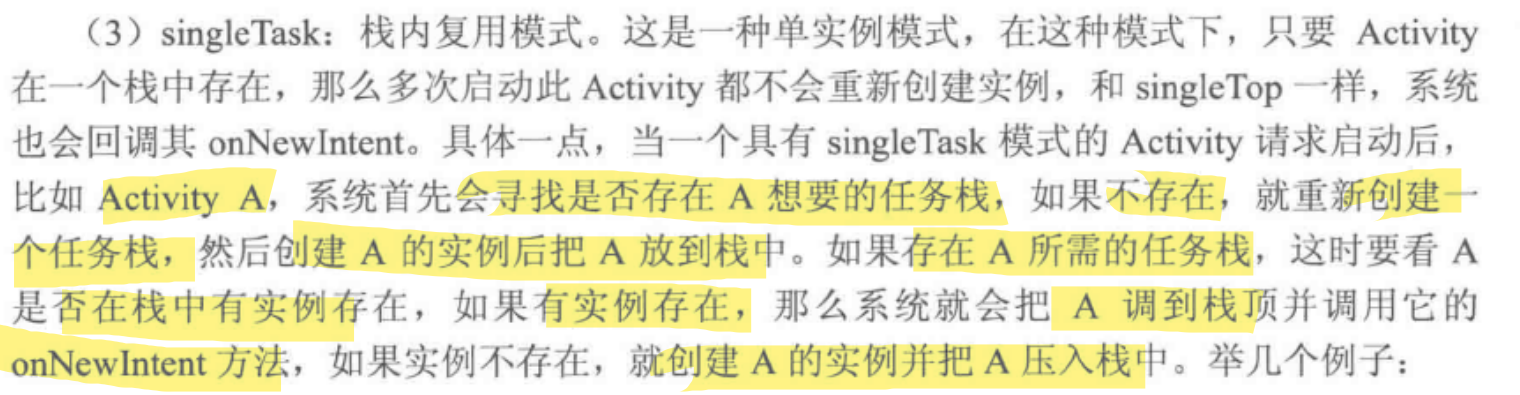 （3）singleTask：栈内复用模式。这是一种单实例模式，在这种模式下，只要 Activity
在一个栈中存在，那么多次启动此 Activity 都不会重新创建实例，和 singleTop 一样，系统
也会回调其 onNewIntent。具体一点，当一个具有 singleTask 模式的 Activity 请求启动后，
比如 Activity A，系统首先会寻找是否存在 A 想要的任务栈，如果不存在，就重新创建一
个任务栈，然后创建 A 的实例后把 A 放到栈中。如果存在 A 所需的任务栈，这时要看 A
是否在栈中有实例存在，如果有实例存在，那么系统就会把 A 调到栈顶并调用它的
onNewIntent 方法，如果实例不存在，就创建 A 的实例并把 A 压入栈中。举几个例子：